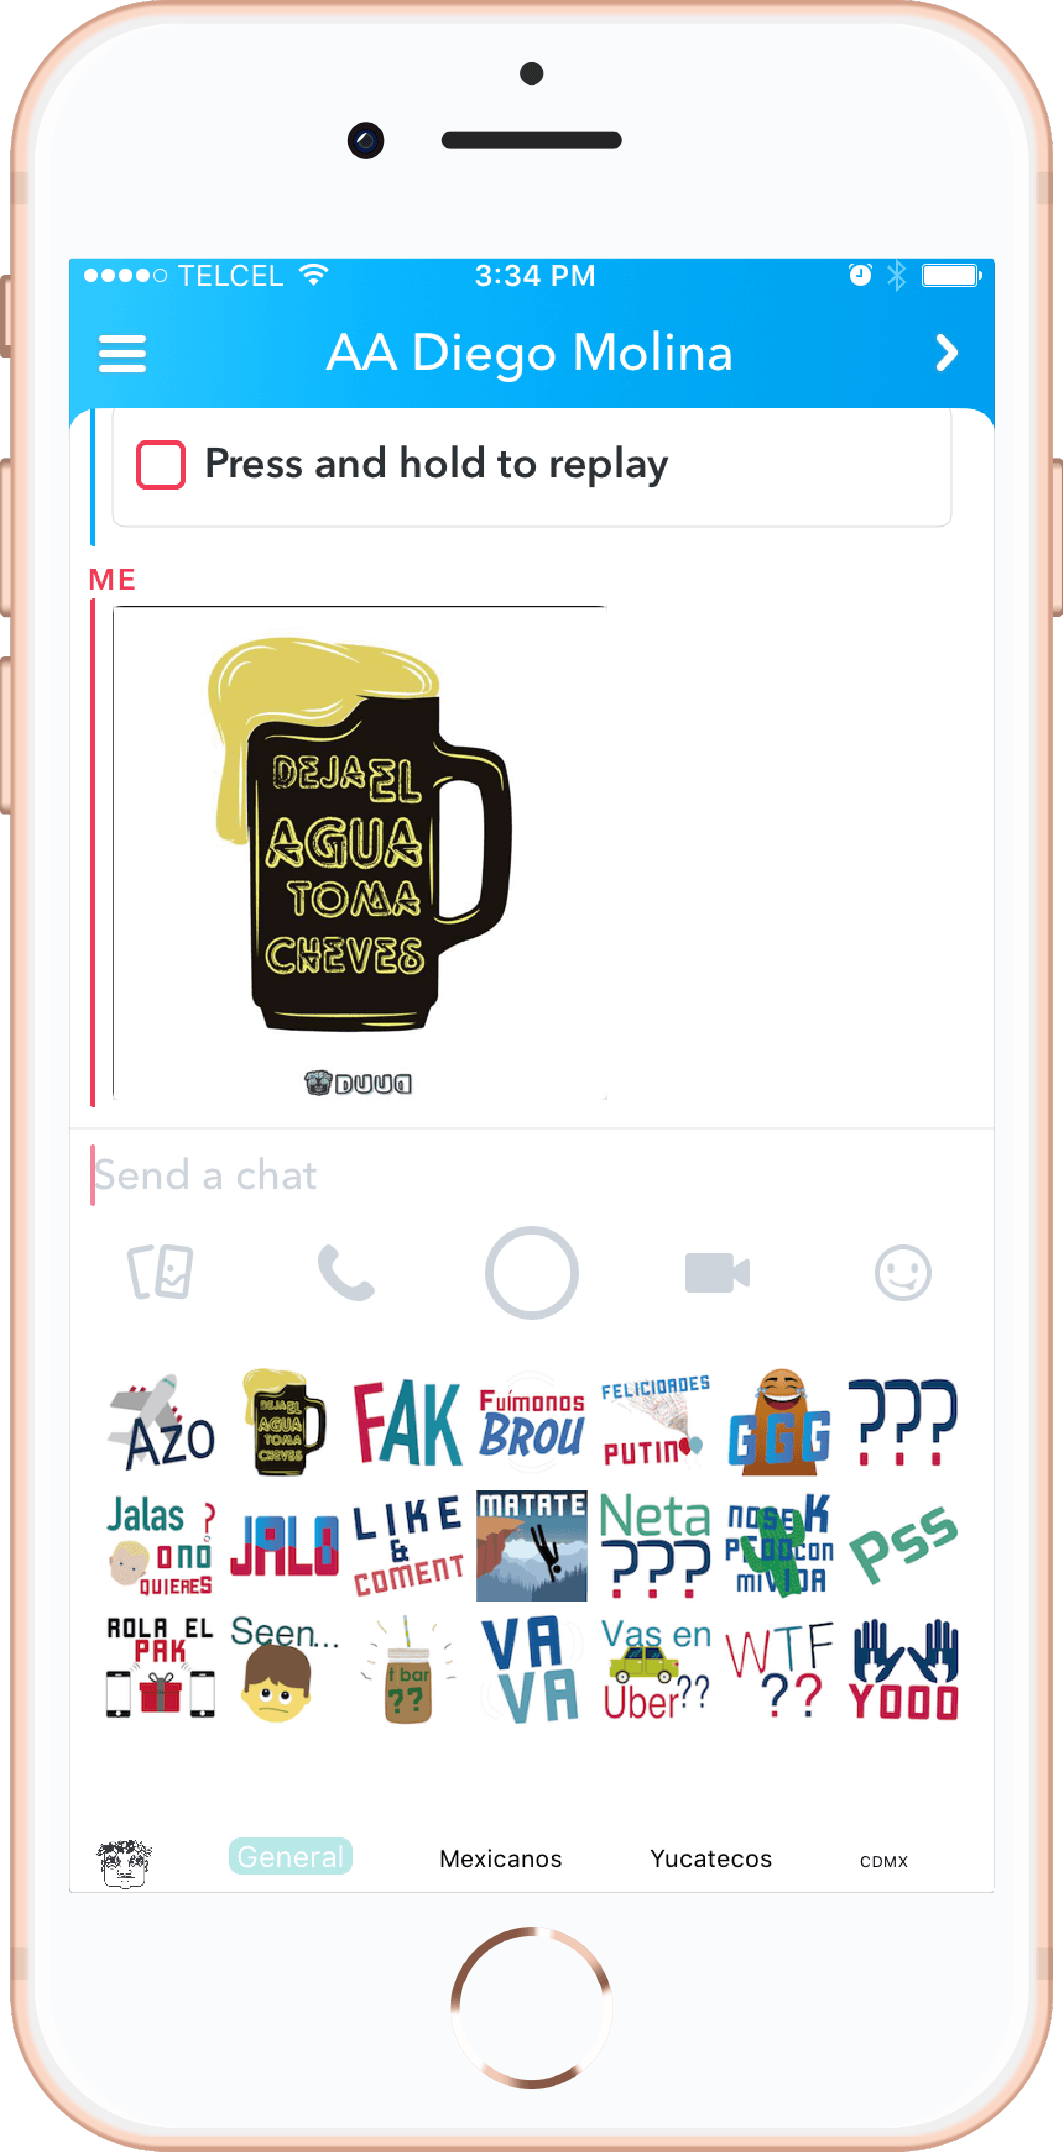 TELCEL 3:34 PM
AA Diego Molina
Press and hold to replay
ME
DEJA EL
AGUA
TOMA
CHEVES
DUUD
Send a chat
AZO
DEJA EL
AGUA
TOMA
CHEVES
FAK
Fuímonos
BROU
FELICIDADES
PUTIN
GGG
???
Jalas ?
O NO
QUIERES
JALO
LIKE
&
COMENT
MATATE
Neta
???
NOSE K
PEDO CON
MI VIDA
Pss
ROLA EL
PAK
Seen...
t bar
??
VA
VA
Vas en
Uber??
WTF
??
YOOO
General Mexicanos Yucatecos CDMX